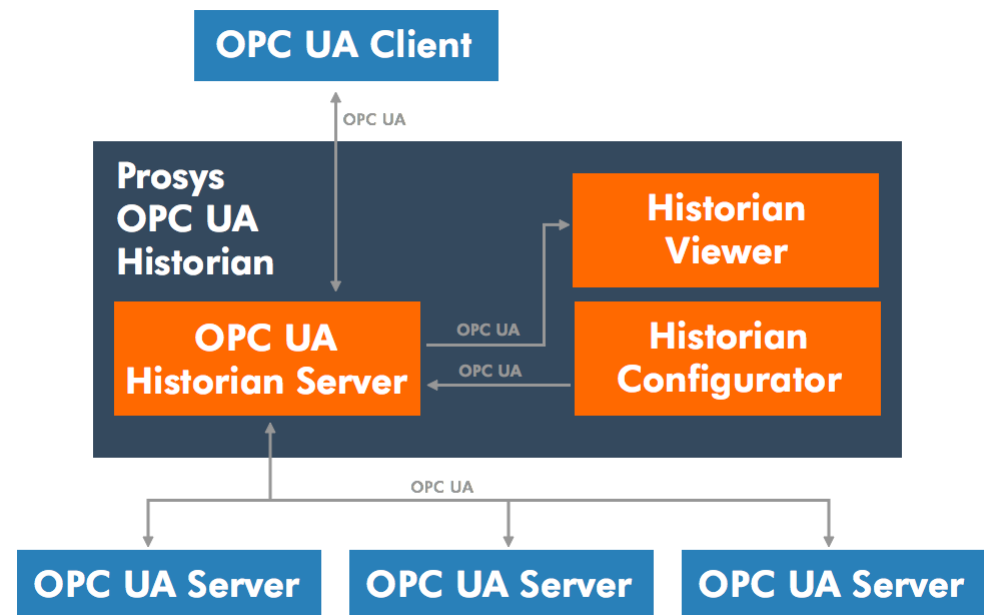 OPC UA Client
OPC UA
Prosys
OPC UA
Historian
Historian
Viewer
OPC UA
Historian Server
OPC UA
OPC UA
Historian
Configurator
OPC UA
OPC UA Server
OPC UA Server
OPC UA Server